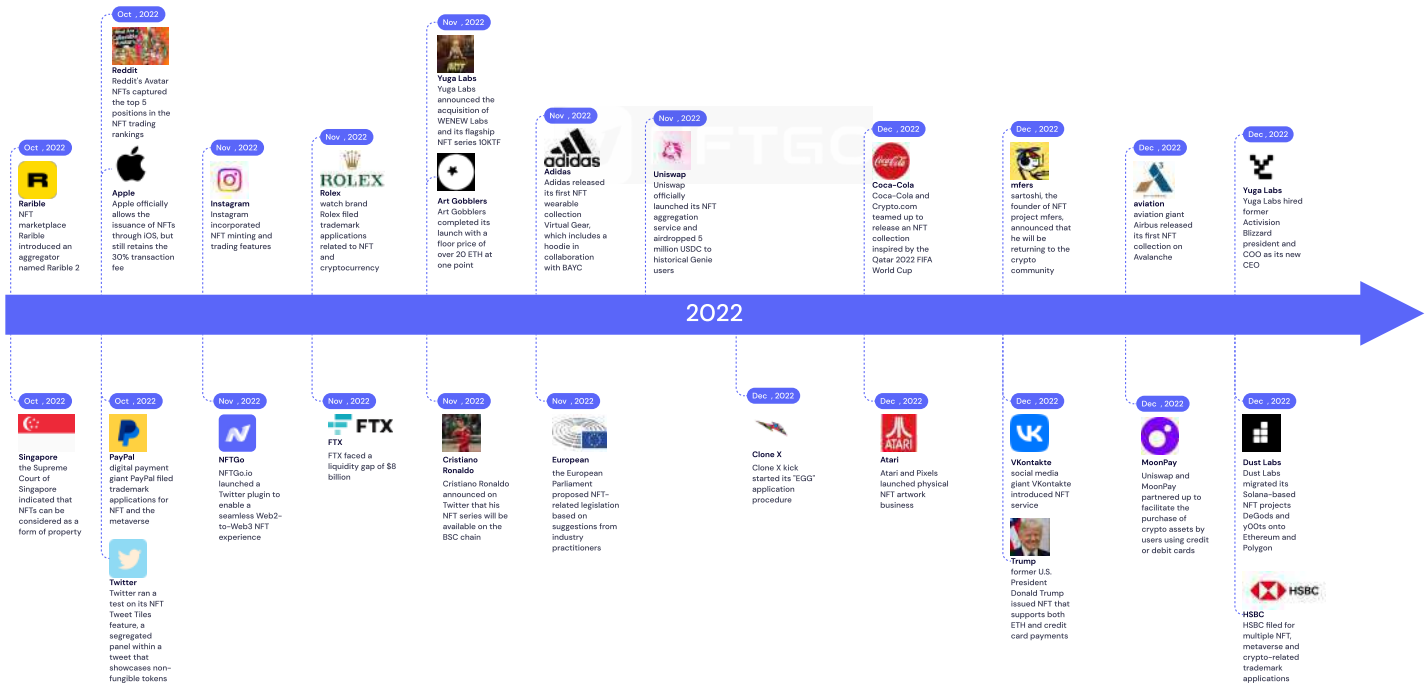 Oct , 2022
Rarible
NFT
marketplace
Rarible
introduced an
aggregator
named Rarible 2
Oct , 2022
Reddit
Reddit's Avatar
NFTs captured
the top 5
positions in the
NFT trading
rankings
Apple
Apple officially
allows the
issuance of NFTs
through iOS, but
still retains the
30% transaction
fee
Nov , 2022
Instagram
Instagram
incorporated
NFT minting and
trading features
Nov , 2022
ROLEX
Rolex
watch brand
Rolex filed
trademark
applications
related to NFT
and
cryptocurrency
Nov , 2022
Yuga Labs
Yuga Labs
announced the
acquisition of
WENEW Labs
and its flagship
NFT series 10KTF
Art Gobblers
Art Gobblers
completed its
launch with a
floor price of
over 20 ETH at
one point
Nov , 2022
adidas
Adidas
Adidas released
its first NFT
wearable
collection
Virtual Gear,
which includes a
hoodie in
collaboration
with BAYC
Nov , 2022
Uniswap
Uniswap
officially
launched its NFT
aggregation
service and
airdropped 5
million USDC to
historical Genie
users
NFTGO
Dec , 2022
Coca-Cola
Coca-Cola
Coca-Cola and
Crypto.com
teamed up to
release an NFT
collection
inspired by the
Qatar 2022 FIFA
World Cup
Dec , 2022
mfers
sartoshi, the
founder of NFT
project mfers,
announced that
he will be
returning to the
crypto
community
Dec , 2022
aviation
aviation giant
Airbus released
its first NFT
collection on
Avalanche
Dec, 2022
Yuga Labs
Yuga Labs hired
former
Activision
Blizzard
president and
COO as its new
CEO
2022
Oct , 2022
Singapore
the Supreme
Court of
Singapore
indicated that
NFTs can be
considered as a
form of property
Oct , 2022
PayPal
digital payment
giant PayPal filed
trademark
applications for
NFT and the
metaverse
Twitter
Twitter ran a
test on its NFT
Tweet Tiles
feature, a
segregated
panel within a
tweet that
showcases non-
fungible tokens
Nov , 2022
NFTGo
NFTGo.io
launched a
Twitter plugin to
enable a
seamless Web2-
to-Web3 NFT
experience
Nov , 2022
FTX
FTX
FTX faced a
liquidity gap of $8
billion
Nov , 2022
Cristiano
Ronaldo
Cristiano Ronaldo
announced on
Twitter that his
NFT series will be
available on the
BSC chain
Nov , 2022
European
the European
Parliament
proposed NFT-
related legislation
based on
suggestions from
industry
practitioners
Dec , 2022
Clone X
Clone X kick
started its "EGG"
application
procedure
Dec , 2022
ATARI
Atari
Atari and Pixels
launched physical
NFT artwork
business
Dec , 2022
VK
VKontakte
social media
giant VKontakte
introduced NFT
service
Trump
former U.S.
President
Donald Trump
issued NFT that
supports both
ETH and credit
card payments
Dec , 2022
MoonPay
Uniswap and
MoonPay
partnered up to
facilitate the
purchase of
crypto assets by
users using credit
or debit cards
Dec , 2022
Dust Labs
Dust Labs
migrated its
Solana-based
NFT projects
DeGods and
y00ts onto
Ethereum and
Polygon
HSBC
HSBC
HSBC filed for
multiple NFT,
metaverse and
crypto-related
trademark
applications